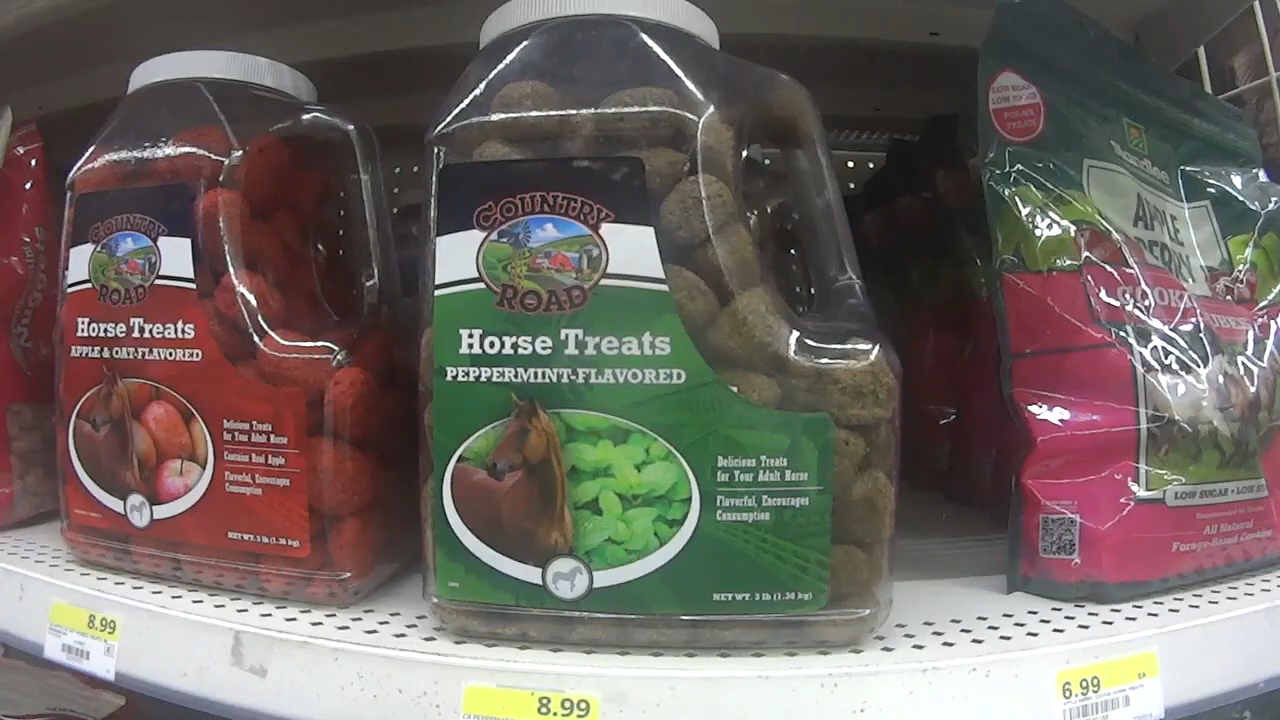 COUNTRY
ROAD
Horse Treats
APPLE & OAT-FLAVORED
Delicious Treats
for Your Adult Horse
Contains Real Apple
Flavorful, Encourages
Consumption
NET WT. 3 lb (1.36 kg)
8.99
COUNTRY
ROAD
Horse Treats
PEPPERMINT-FLAVORED
Delicious Treats
for Your Adult Horse
Flavorful, Encourages
Consumption
NET WT. 3 lb (1.36 kg)
8.99
APPLE
LOW SUGAR • LOW
All Natural
Forage-Based Cookies
6.99
EA